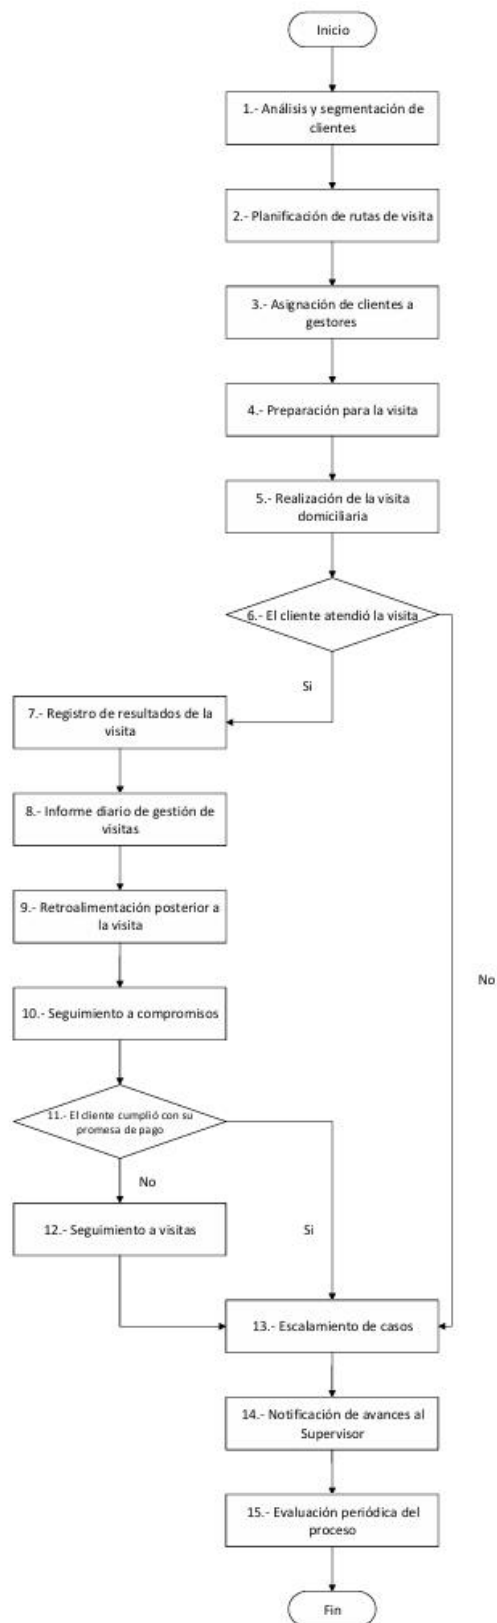 Inicio
1.- Análisis y segmentación de
clientes
2.- Planificación de rutas de visita
3.- Asignación de clientes a
gestores
4.- Preparación para la visita
5.- Realización de la visita
domiciliaria
6.- El cliente atendió la visita
Si
7.- Registro de resultados de la
visita
8.- Informe diario de gestión de
visitas
9.- Retroalimentación posterior a
la visita
No
10.- Seguimiento a compromisos
11.- El cliente cumplió con su
promesa de pago
No
12.- Seguimiento a visitas
Si
13.- Escalamiento de casos
14.- Notificación de avances al
Supervisor
15.- Evaluación periódica del
proceso
Fin